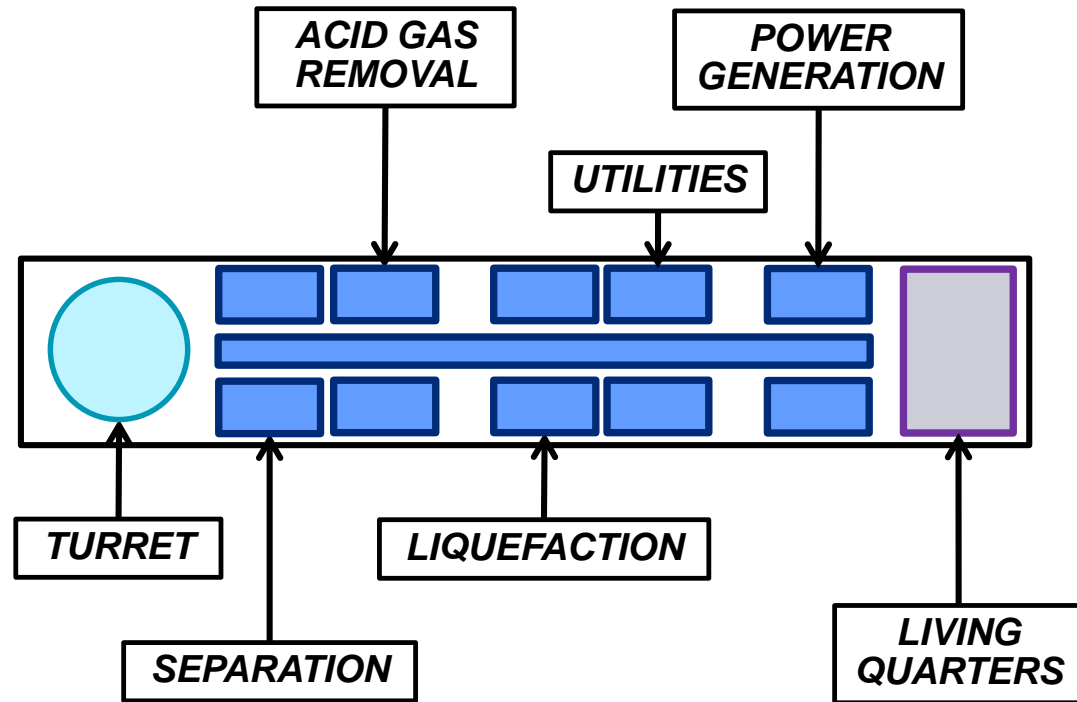 ACID GAS
REMOVAL
POWER
GENERATION
UTILITIES
TURRET
LIQUEFACTION
SEPARATION
LIVING
QUARTERS